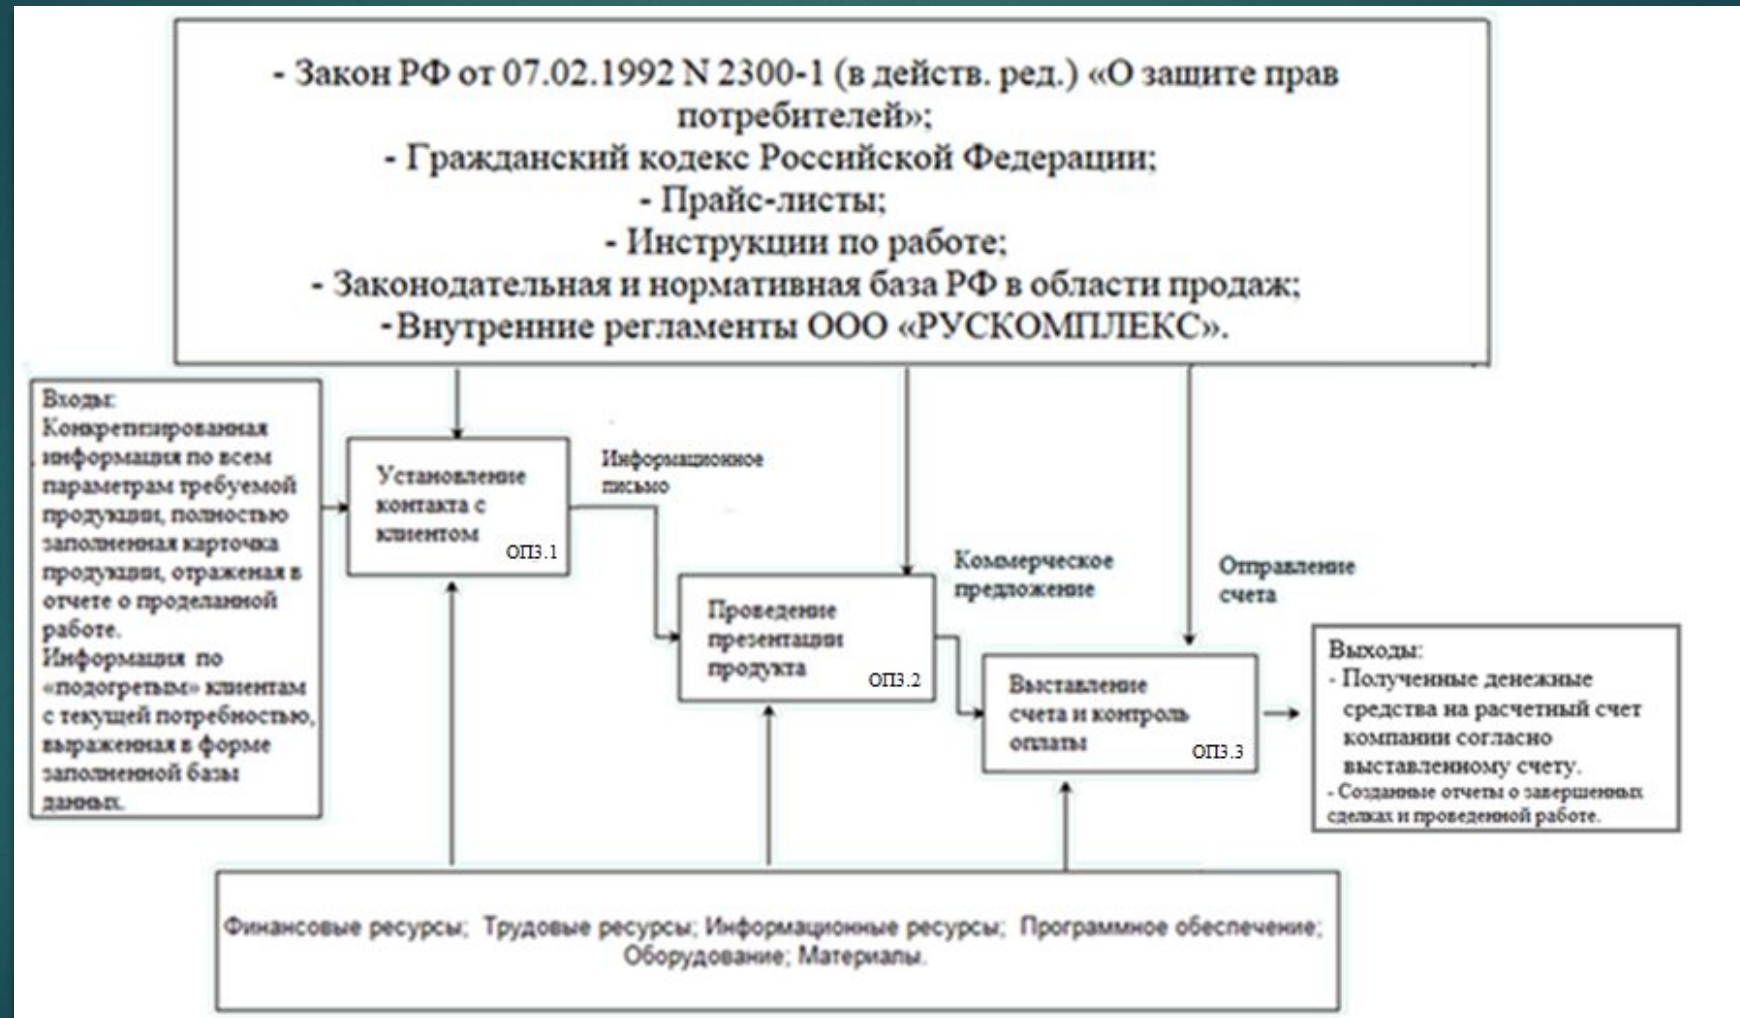 - Закон РФ от 07.02.1992 N 2300-1 (в действ. ред.) «О зашите прав
потребителей»;
- Гражданский кодекс Российской Федерации;
- Прайс-листы;
- Инструкции по работе;
- Законодательная и нормативная база РФ в области продаж;
-Внутренние регламенты ООО «РУСКОМПЛЕКС».
Входы:
Конкретизированная
информация по всем
параметрам требуемой
продукции, полностью
заполненная карточка
продукции, отраженая в
отчете о проделанной
работе.
Информация по
«подогретым» клиентам
с текущей потребностью,
выраженная в форме
заполненной базы
данных.
Установление
контакта с
клиентом
ОП3.1
Информационное
письмо
Проведение
презентации
продукта
ОП3.2
Коммерческое
предложение
Отправление
счета
Выставление
счета и контроль
оплаты
ОП3.3
Выходы:
- Полученные денежные
средства на расчетный счет
компании согласно
выставленному счету.
- Созданные отчеты о завершенных
сделках и проведенной работе.
Финансовые ресурсы; Трудовые ресурсы; Информационные ресурсы; Программное обеспечение;
Оборудование; Материалы.